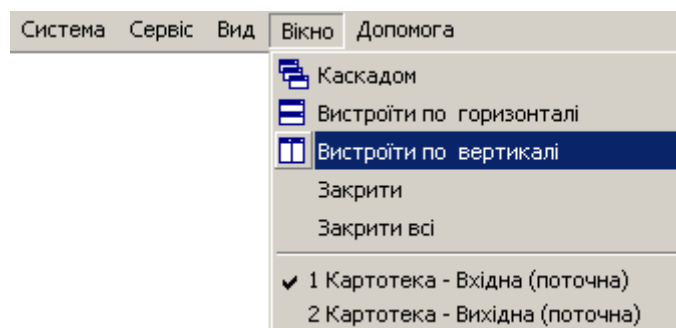 Система Сервіс Вид Вікно Допомога
Каскадом
Вистроїти по горизонталі
Вистроїти по вертикалі
Закрити
Закрити всі
1 Картотека - Вхідна (поточна)
2 Картотека - Вихідна (поточна)